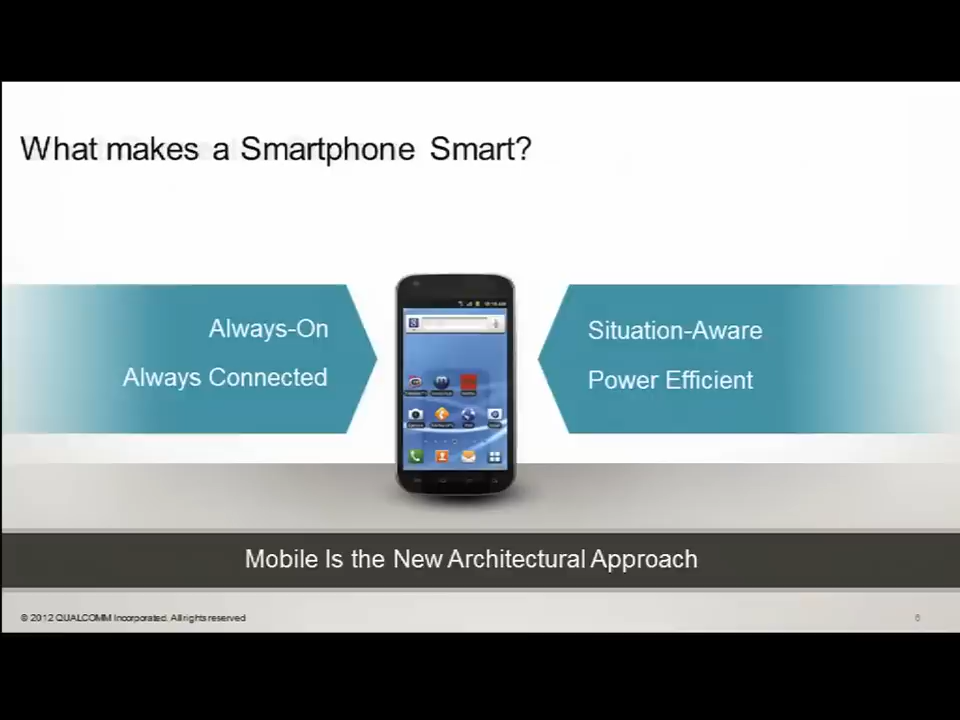 What makes a Smartphone Smart?
Always-On
Always Connected
Situation-Aware
Power Efficient
Mobile Is the New Architectural Approach
© 2012 QUALCOMM Incorporated. All rights reserved
6